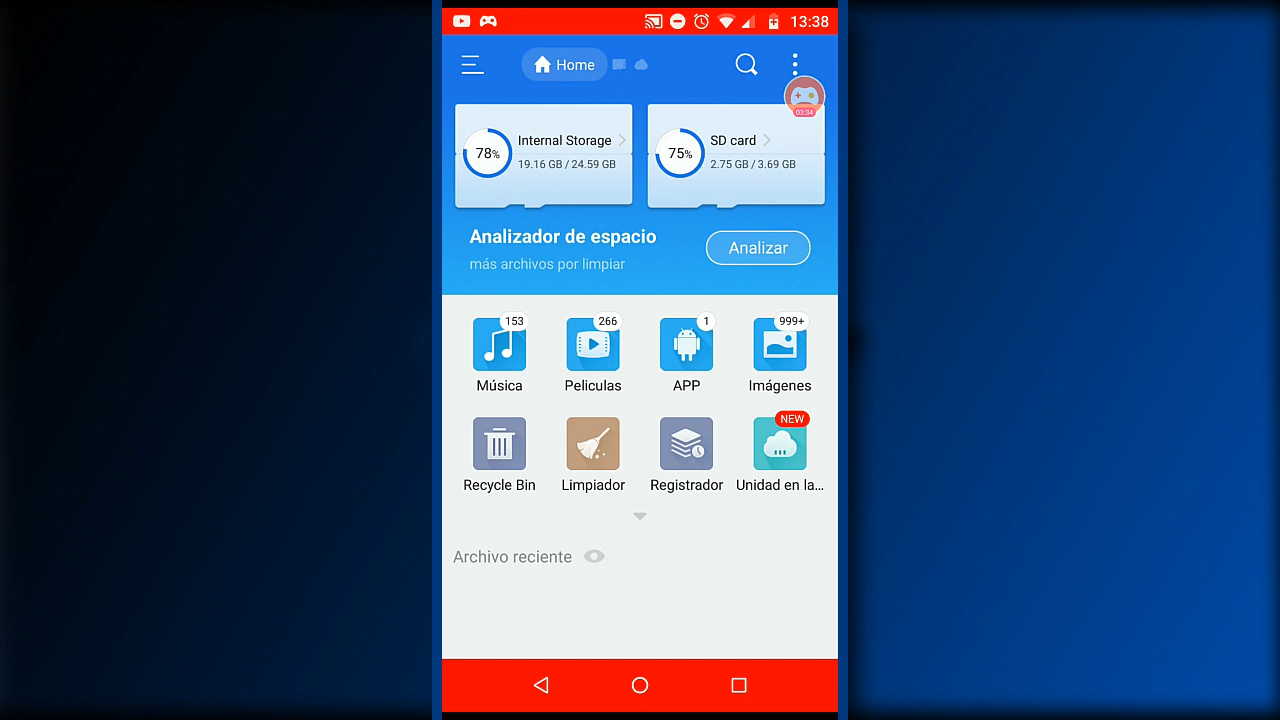 13:38
Home
03:34
78%
Internal Storage
19.16 GB / 24.59 GB
75%
SD card
2.75 GB / 3.69 GB
Analizador de espacio
más archivos por limpiar
Analizar
153
266
1
999+
Música
Peliculas
APP
Imágenes
NEW
Recycle Bin
Limpiador
Registrador
Unidad en la...
Archivo reciente